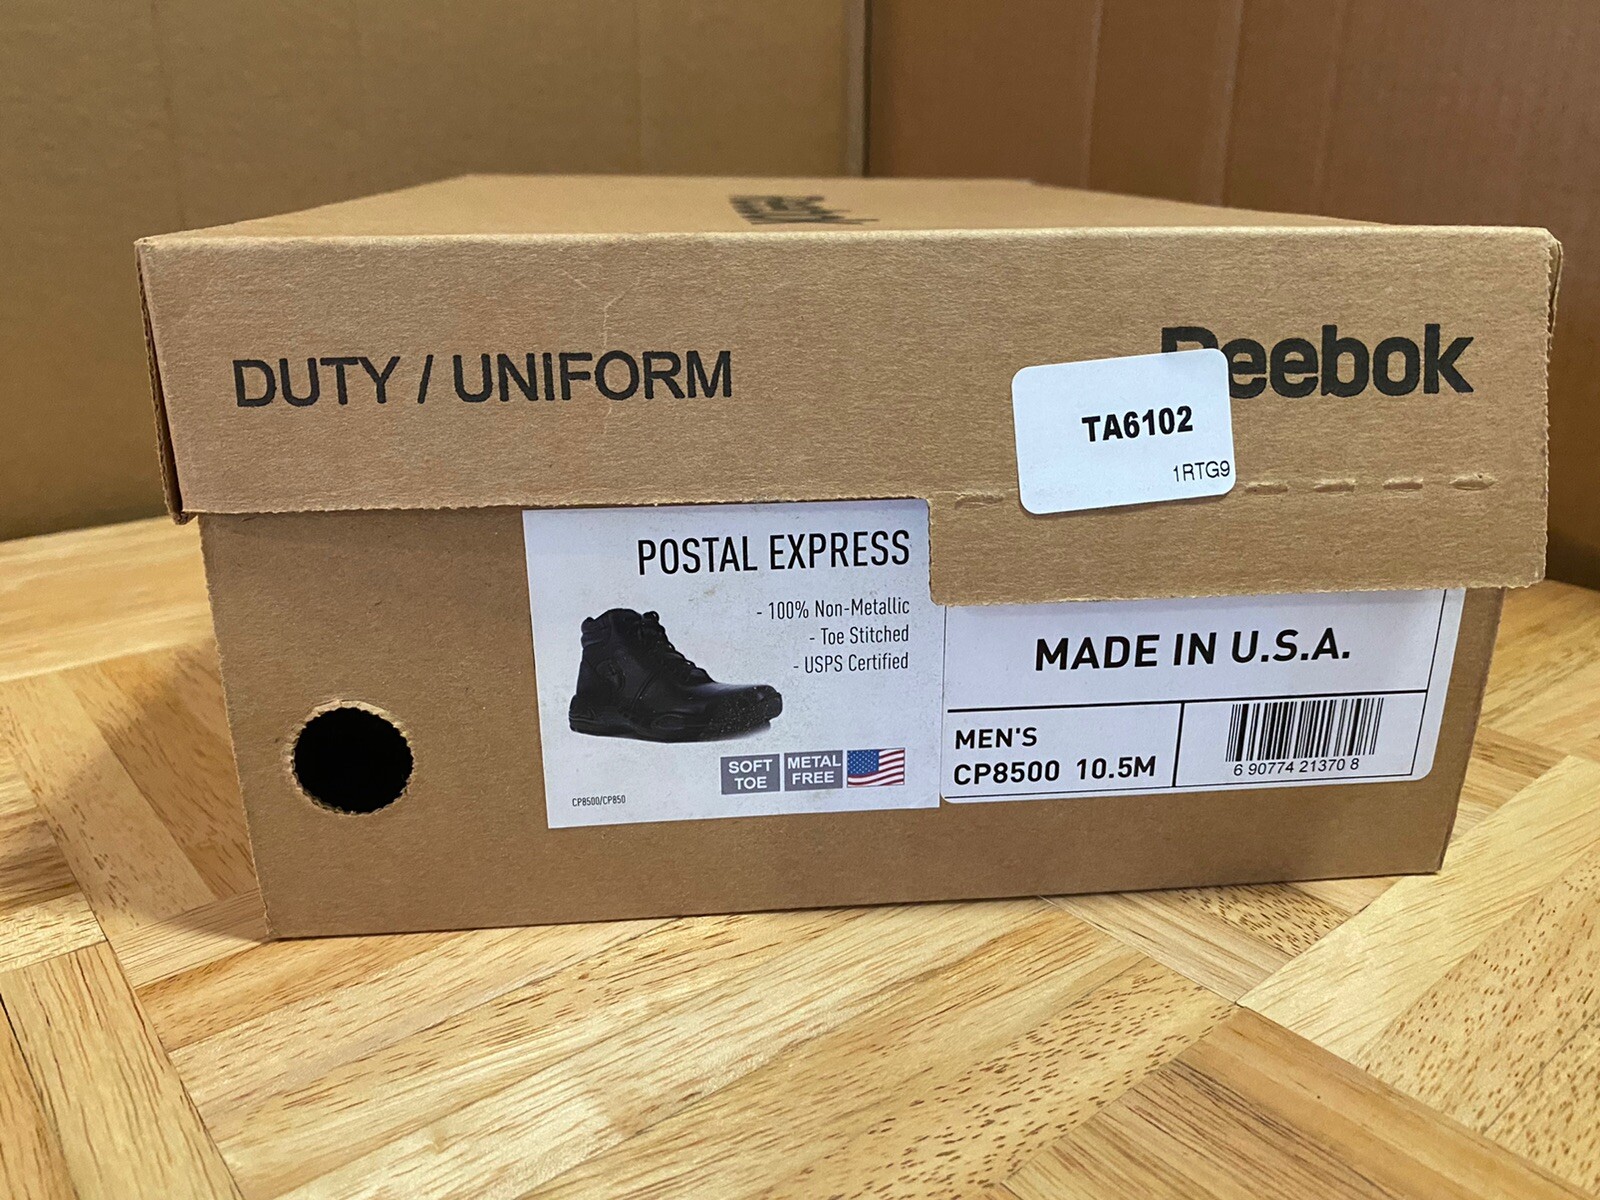 Reebok
DUTY / UNIFORM
eebok
TA6102
1RTG9
POSTAL EXPRESS
- 100% Non-Metallic
- Toe Stitched
- USPS Certified
SOFT
TOE
METAL
FREE
CP8500/CP850
MADE IN U.S.A.
MEN'S
CP8500 10.5M
6 90774 21370 8